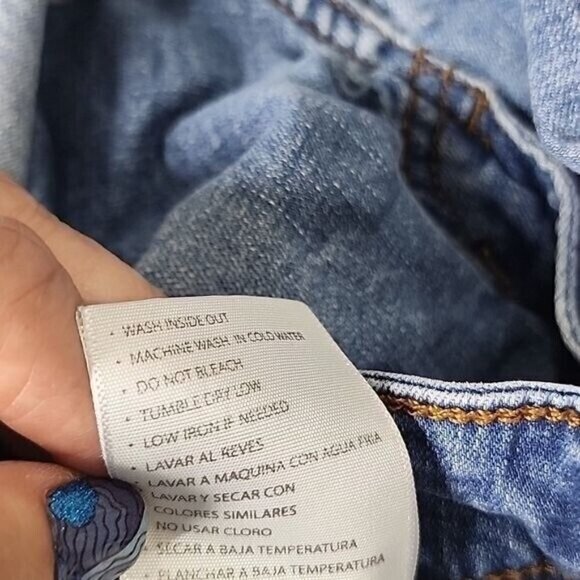 • WASH INSIDE OUT
• MACHINE WASH, IN COLD WATER
• DO NOT BLEACH
• TUMBLE DRY LOW
• LOW IRON IF NEEDED
• LAVAR AL REVES
• LAVAR A MAQUINA CON AGUA FRIA
LAVAR Y SECAR CON
COLORES SIMILARES
NO USAR CLORO
• SECAR A BAJA TEMPERATURA
• PLANCHAR A BAJA TEMPERATURA